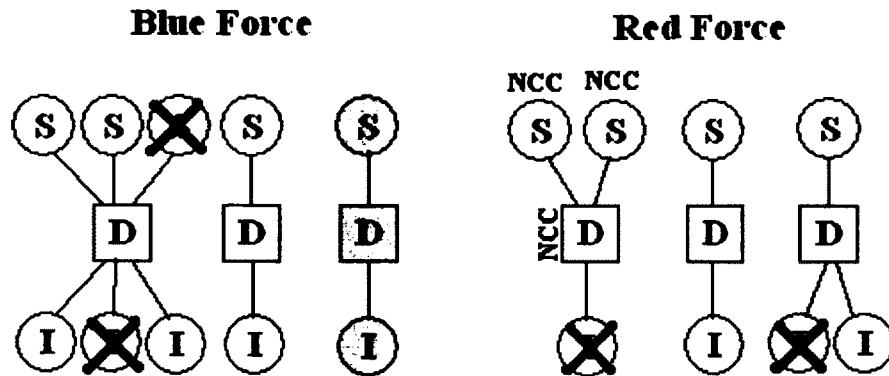 Blue Force Red Force
NCC NCC
S S S S S S S S
D D D NCC D D D
I I I I I I